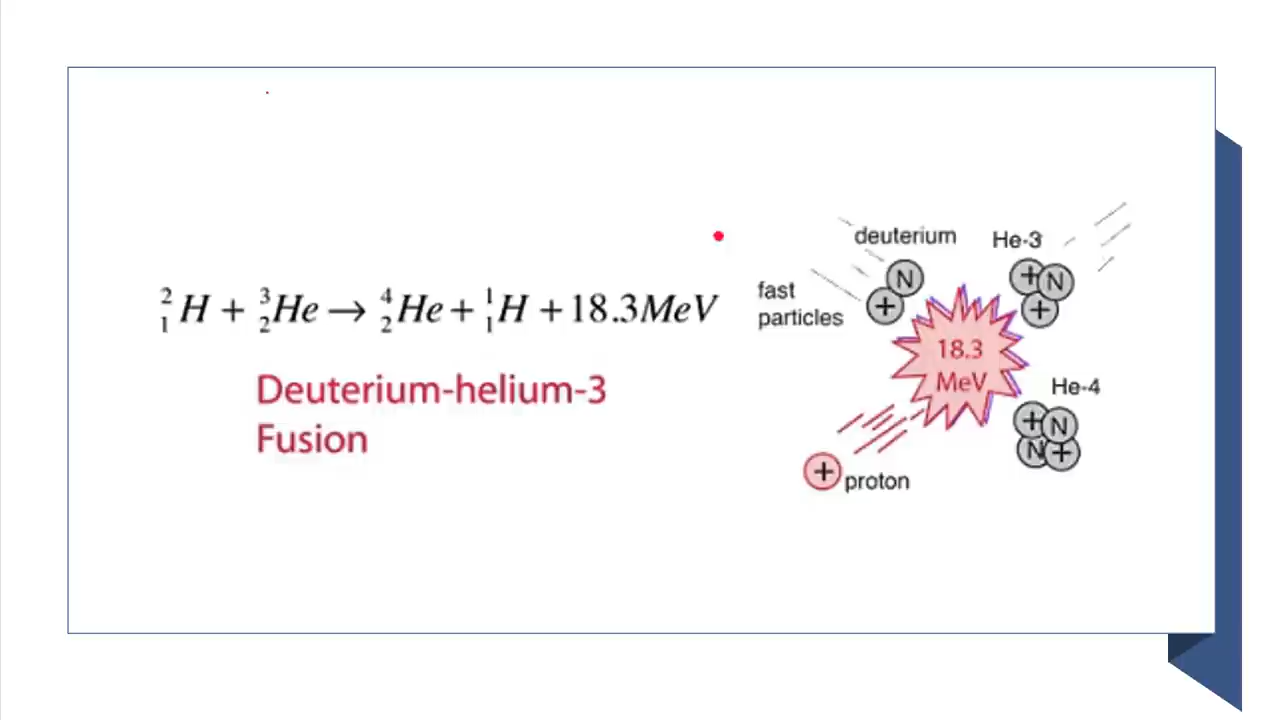 ²₁H + ³₂He → ⁴₂He + ¹₁H + 18.3MeV
Deuterium-helium-3
Fusion
deuterium
He-3
N
+
+
N
+
fast
particles
18.3
MeV
He-4
+
N
N
+
+
proton